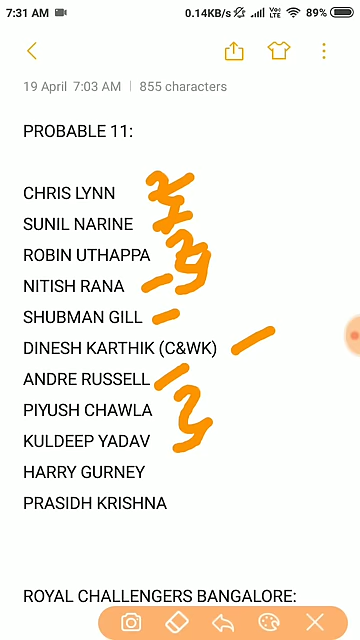 7:31 AM 0.14KB/s Vo) LTE 89%
19 April 7:03 AM | 855 characters
PROBABLE 11:
CHRIS LYNN
SUNIL NARINE
ROBIN UTHAPPA
NITISH RANA
SHUBMAN GILL
DINESH KARTHIK (C&WK)
ANDRE RUSSELL
PIYUSH CHAWLA
KULDEEP YADAV
HARRY GURNEY
PRASIDH KRISHNA
ROYAL CHALLENGERS BANGALORE: